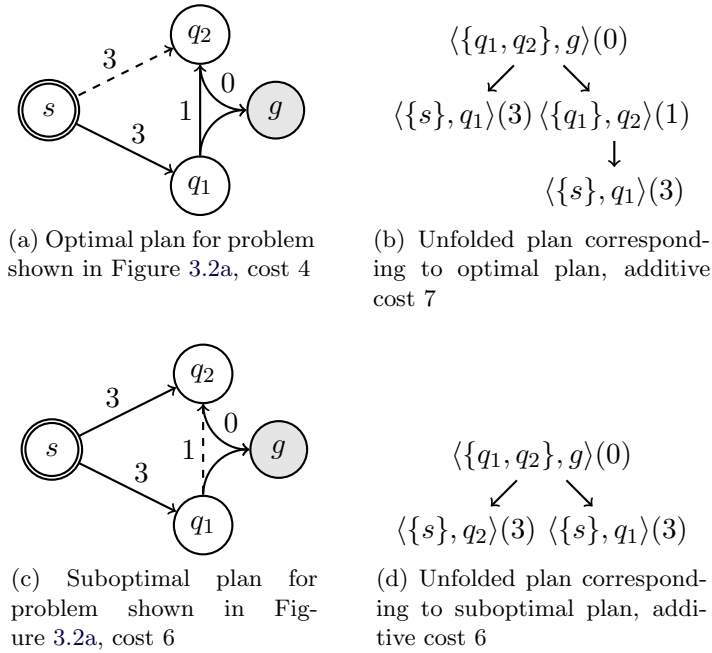 q₂
3
0
s
g
1
3
q₁
(a) Optimal plan for problem
shown in Figure 3.2a, cost 4
⟨{q₁, q₂}, g⟩(0)
⟨{s}, q₁⟩(3) ⟨{q₁}, q₂⟩(1)
⟨{s}, q₁⟩(3)
(b) Unfolded plan correspond-
ing to optimal plan, additive
cost 7
q₂
3
0
s
1
g
3
q₁
(c) Suboptimal plan for
problem shown in Fig-
ure 3.2a, cost 6
⟨{q₁, q₂}, g⟩(0)
⟨{s}, q₂⟩(3) ⟨{s}, q₁⟩(3)
(d) Unfolded plan correspond-
ing to suboptimal plan, addi-
tive cost 6